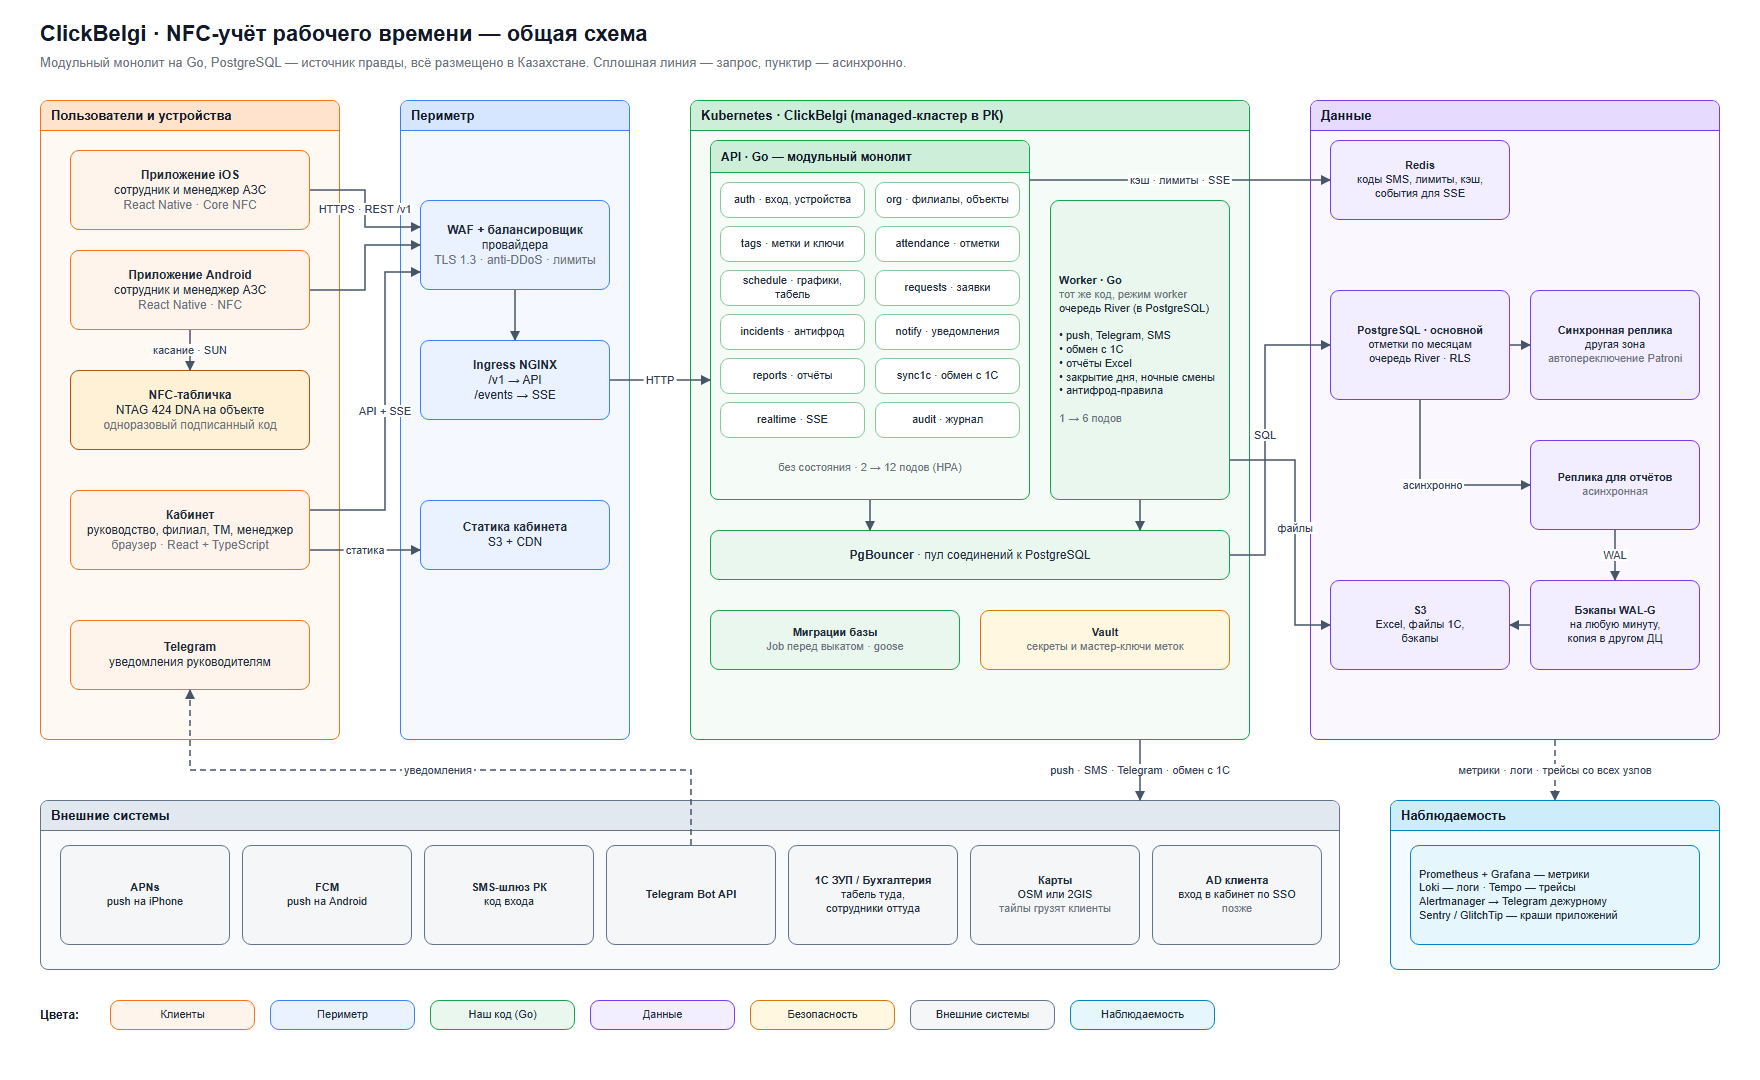 ClickBelgi · NFC-учёт рабочего времени — общая схема
Модульный монолит на Go, PostgreSQL — источник правды, всё размещено в Казахстане. Сплошная линия — запрос, пунктир — асинхронно.
Пользователи и устройства
Приложение iOS
сотрудник и менеджер АЗС
React Native · Core NFC
HTTPS · REST /v1
Приложение Android
сотрудник и менеджер АЗС
React Native · NFC
касание · SUN
NFC-табличка
NTAG 424 DNA на объекте
одноразовый подписанный код
API + SSE
Кабинет
руководство, филиал, ТМ, менеджер
браузер · React + TypeScript
статика
Telegram
уведомления руководителям
Периметр
WAF + балансировщик
провайдера
TLS 1.3 · anti-DDoS · лимиты
Ingress NGINX
/v1 → API
/events → SSE
HTTP
Статика кабинета
S3 + CDN
Kubernetes · ClickBelgi (managed-кластер в РК)
API · Go — модульный монолит
auth · вход, устройства
org · филиалы, объекты
tags · метки и ключи
attendance · отметки
schedule · графики,
табель
requests · заявки
incidents · антифрод
notify · уведомления
reports · отчёты
sync1c · обмен с 1С
realtime · SSE
audit · журнал
без состояния · 2 → 12 подов (HPA)
кэш · лимиты · SSE
Worker · Go
тот же код, режим worker
очередь River (в PostgreSQL)
• push, Telegram, SMS
• обмен с 1С
• отчёты Excel
• закрытие дня, ночные смены
• антифрод-правила
1 → 6 подов
PgBouncer · пул соединений к PostgreSQL
Миграции базы
Job перед выкатом · goose
Vault
секреты и мастер-ключи меток
SQL
файлы
Данные
Redis
коды SMS, лимиты, кэш,
события для SSE
PostgreSQL · основной
отметки по месяцам
очередь River · RLS
Синхронная реплика
другая зона
автопереключение Patroni
асинхронно
Реплика для отчётов
асинхронная
WAL
S3
Excel, файлы 1С,
бэкапы
Бэкапы WAL-G
на любую минуту,
копия в другом ДЦ
уведомления
push · SMS · Telegram · обмен с 1С
метрики · логи · трейсы со всех узлов
Внешние системы
APNs
push на iPhone
FCM
push на Android
SMS-шлюз РК
код входа
Telegram Bot API
1С ЗУП / Бухгалтерия
табель туда,
сотрудники оттуда
Карты
OSM или 2GIS
тайлы грузят клиенты
AD клиента
вход в кабинет по SSO
позже
Наблюдаемость
Prometheus + Grafana — метрики
Loki — логи · Tempo — трейсы
Alertmanager → Telegram дежурному
Sentry / GlitchTip — краши приложений
Цвета:
Клиенты
Периметр
Наш код (Go)
Данные
Безопасность
Внешние системы
Наблюдаемость